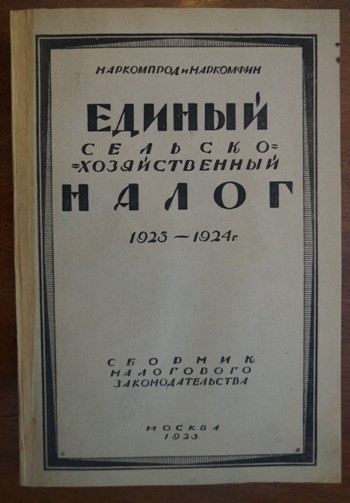 НАРКОМПРОД и НАРКОМФИН
ЕДИНЫЙ
СЕЛЬСКО=
=ХОЗЯЙСТВЕННЫЙ
НАЛОГ
1923 — 1924 г.
СБОРНИК
НАЛОГОВОГО
ЗАКОНОДАТЕЛЬСТВА
МОСКВА
1923